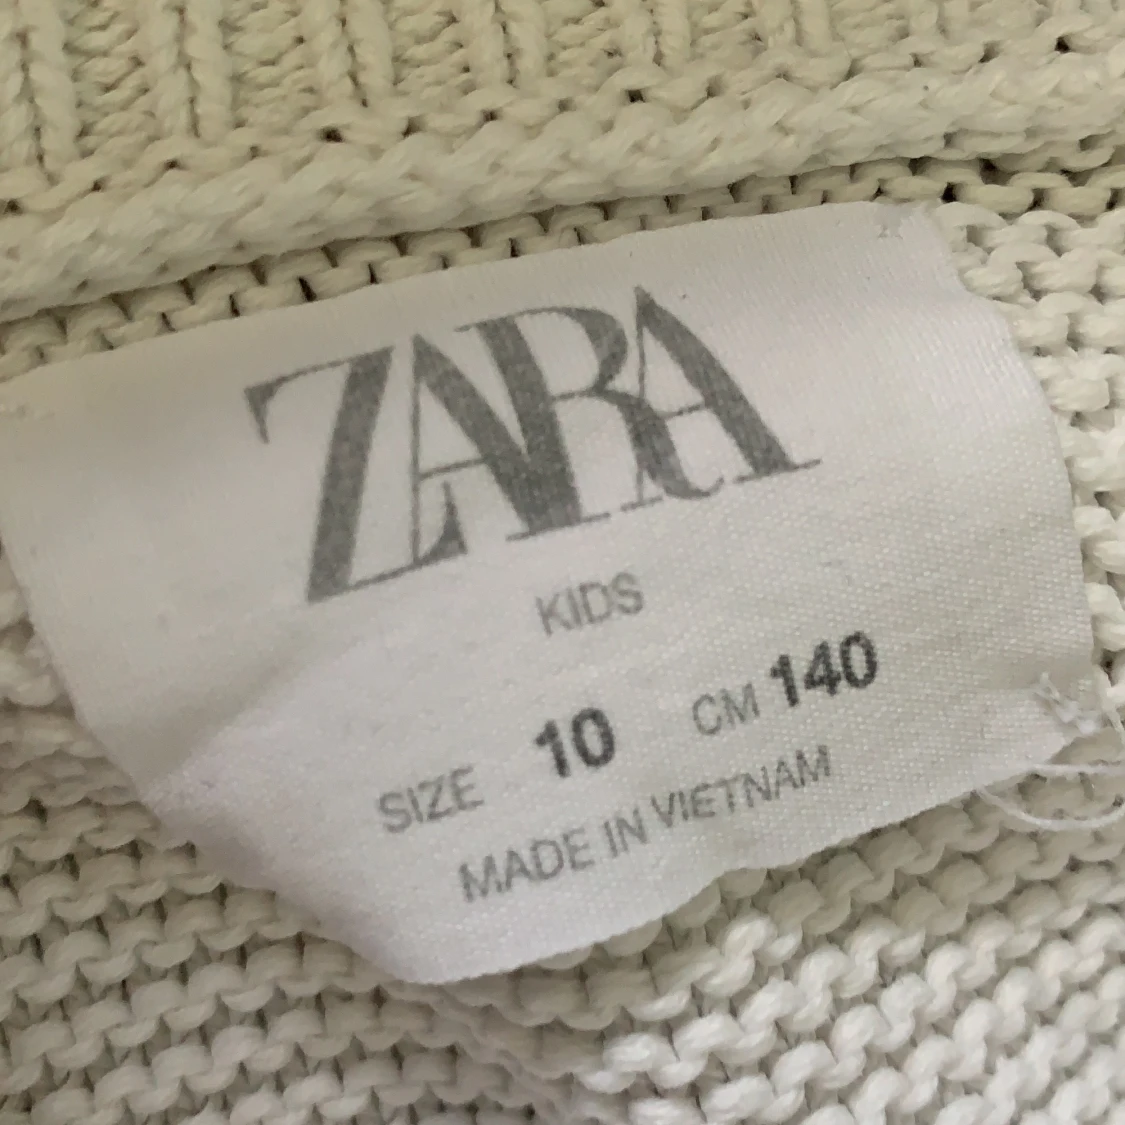 ZARA
KIDS
SIZE 10 CM 140
MADE IN VIETNAM